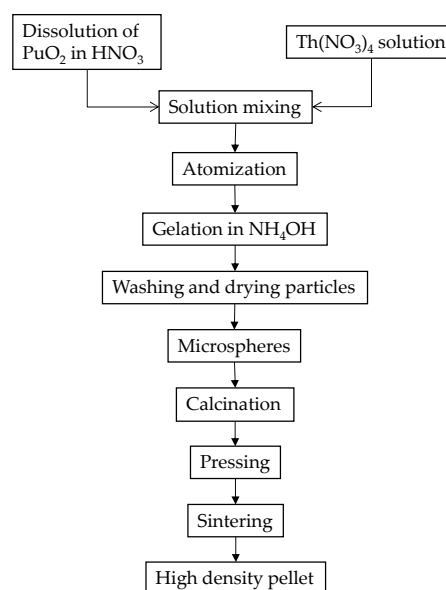 Dissolution of
PuO₂ in HNO₃
Th(NO₃)₄ solution
Solution mixing
Atomization
Gelation in NH₄OH
Washing and drying particles
Microspheres
Calcination
Pressing
Sintering
High density pellet